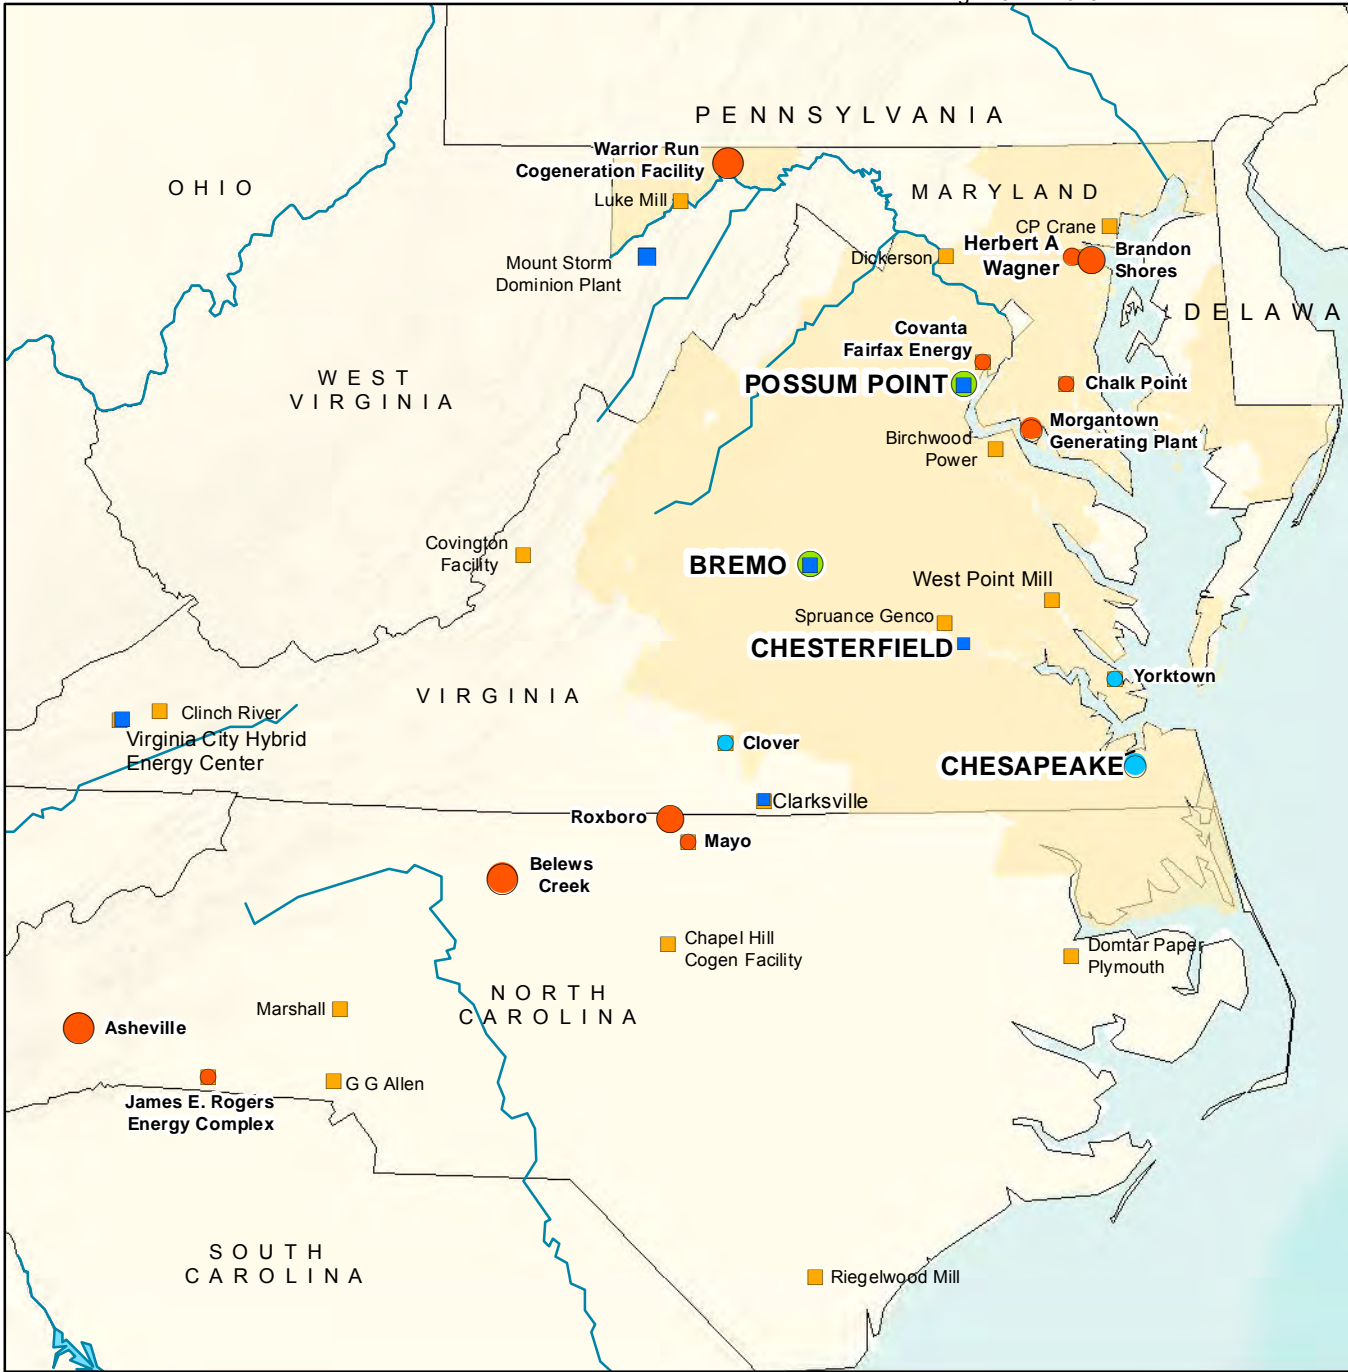 PENNSYLVANIA
Warrior Run
Cogeneration Facility
OHIO
MARYLAND
Luke Mill
CP Crane
Herbert A
Wagner
Brandon
Shores
Dickerson
Mount Storm
Dominion Plant
DELAWA
Covanta
Fairfax Energy
WEST
VIRGINIA
POSSUM POINT
Chalk Point
Morgantown
Generating Plant
Birchwood
Power
Covington
Facility
BREMO
West Point Mill
Spruance Genco
CHESTERFIELD
Yorktown
VIRGINIA
Clinch River
Virginia City Hybrid
Energy Center
Clover
CHESAPEAKE
Clarksville
Roxboro
Mayo
Belews
Creek
Chapel Hill
Cogen Facility
Domtar Paper
Plymouth
NORTH
CAROLINA
Marshall
Asheville
G G Allen
James E. Rogers
Energy Complex
SOUTH
CAROLINA
Riegelwood Mill